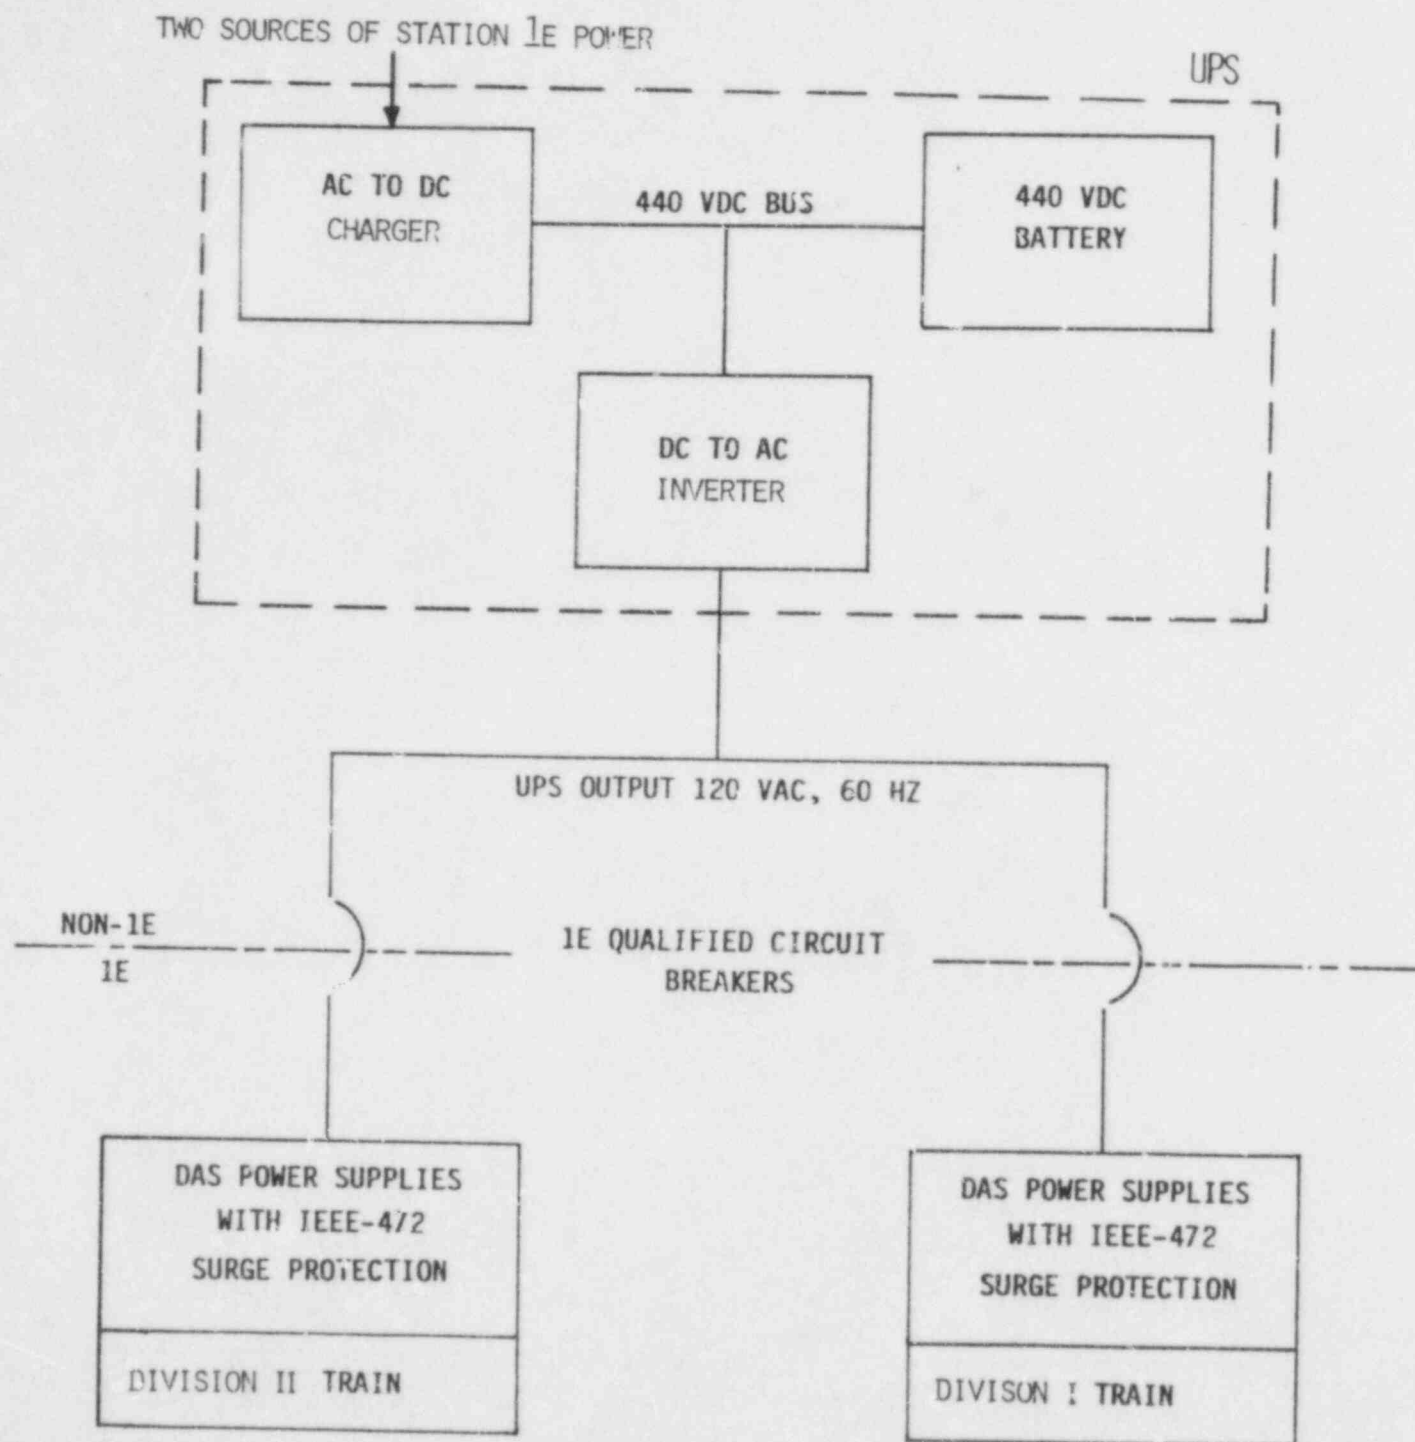 TWO SOURCES OF STATION 1E POWER
UPS
AC TO DC
CHARGER
440 VDC BUS
440 VDC
BATTERY
DC TO AC
INVERTER
UPS OUTPUT 120 VAC, 60 HZ
NON-1E
1E
1E QUALIFIED CIRCUIT
BREAKERS
DAS POWER SUPPLIES
WITH IEEE-472
SURGE PROTECTION
DIVISION II TRAIN
DAS POWER SUPPLIES
WITH IEEE-472
SURGE PROTECTION
DIVISON I TRAIN